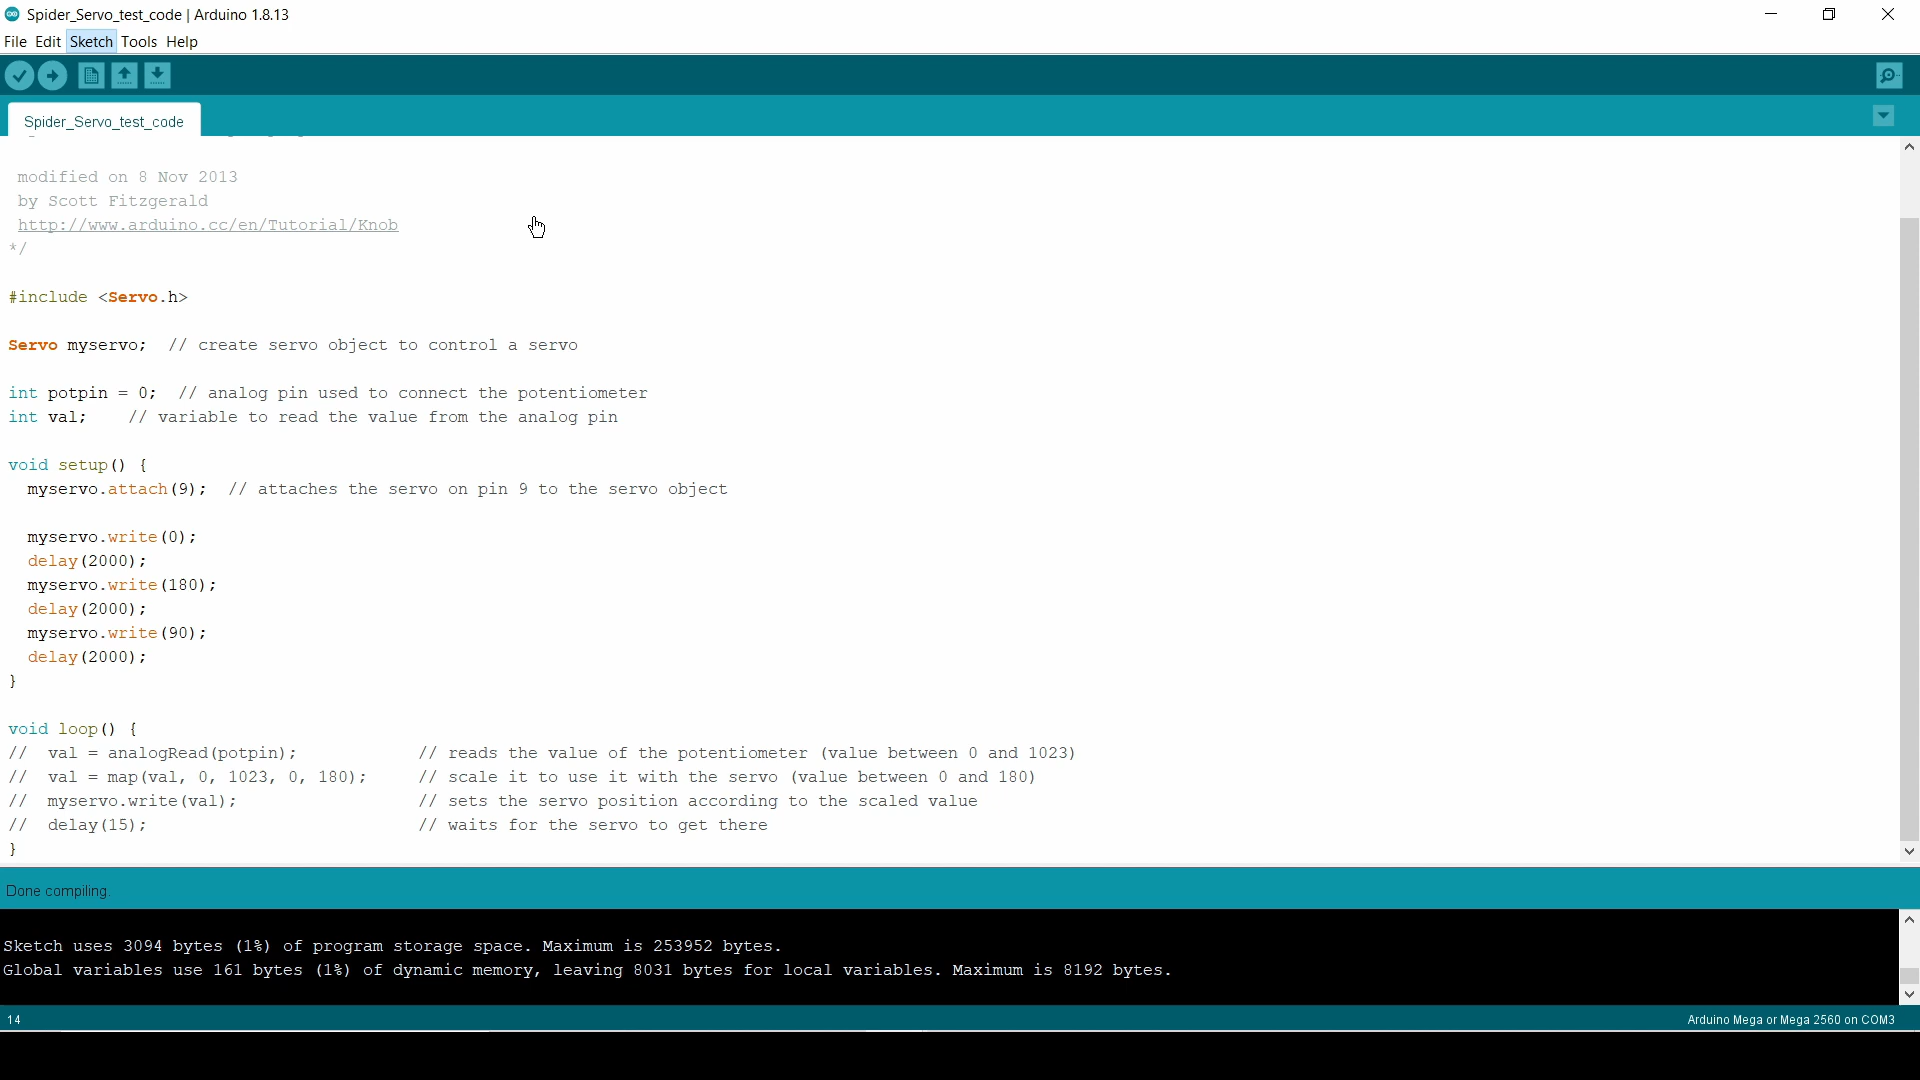 Spider_Servo_test_code | Arduino 1.8.13
File Edit Sketch Tools Help
Spider_Servo_test_code
modified on 8 Nov 2013
by Scott Fitzgerald
http://www.arduino.cc/en/Tutorial/Knob
*/
#include <Servo.h>
Servo myservo;  // create servo object to control a servo
int potpin = 0;  // analog pin used to connect the potentiometer
int val;    // variable to read the value from the analog pin
void setup() {
  myservo.attach(9);  // attaches the servo on pin 9 to the servo object
  myservo.write(0);
  delay(2000);
  myservo.write(180);
  delay(2000);
  myservo.write(90);
  delay(2000);
}
void loop() {
//  val = analogRead(potpin);            // reads the value of the potentiometer (value between 0 and 1023)
//  val = map(val, 0, 1023, 0, 180);     // scale it to use it with the servo (value between 0 and 180)
//  myservo.write(val);                  // sets the servo position according to the scaled value
//  delay(15);                           // waits for the servo to get there
}
Done compiling.
Sketch uses 3094 bytes (1%) of program storage space. Maximum is 253952 bytes.
Global variables use 161 bytes (1%) of dynamic memory, leaving 8031 bytes for local variables. Maximum is 8192 bytes.
14
Arduino Mega or Mega 2560 on COM3